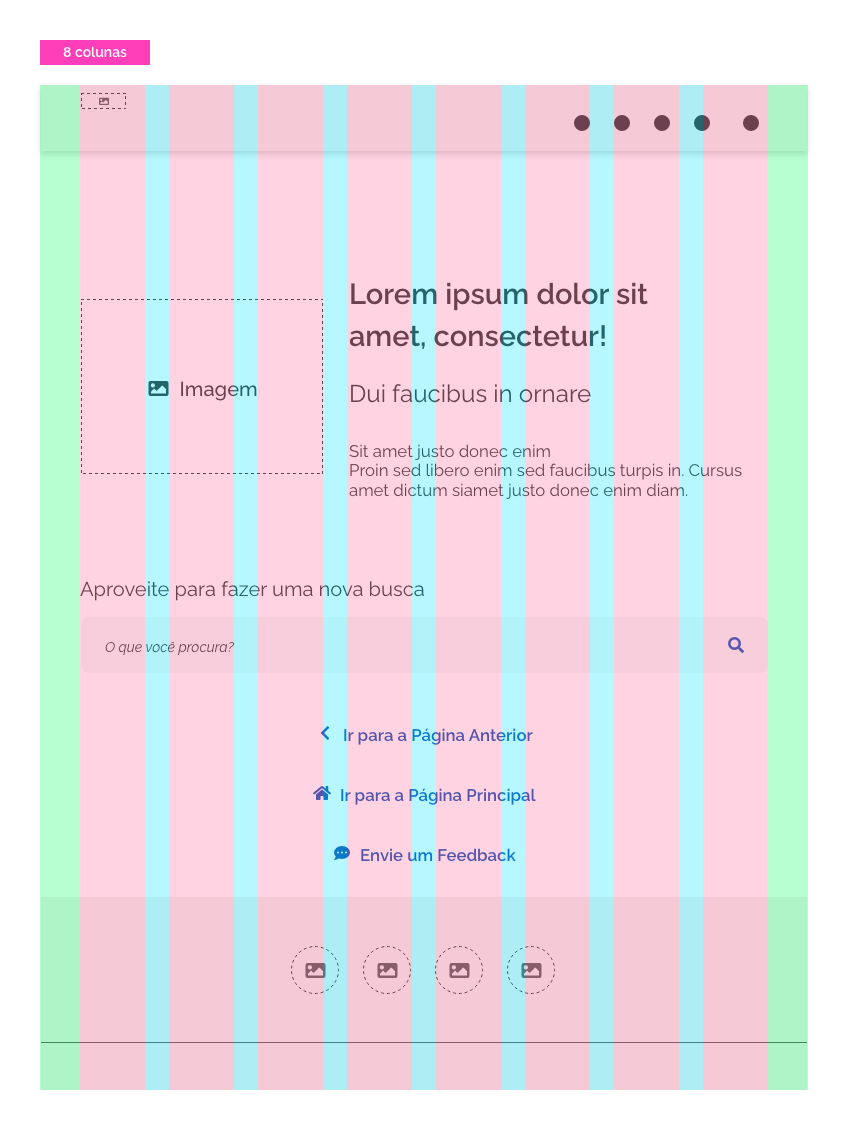 8 colunas
Lorem ipsum dolor sit
amet, consectetur!
Imagem
Dui faucibus in ornare
Sit amet justo donec enim
Proin sed libero enim sed faucibus turpis in. Cursus
amet dictum siamet justo donec enim diam.
Aproveite para fazer uma nova busca
O que você procura?
Ir para a Página Anterior
Ir para a Página Principal
Envie um Feedback